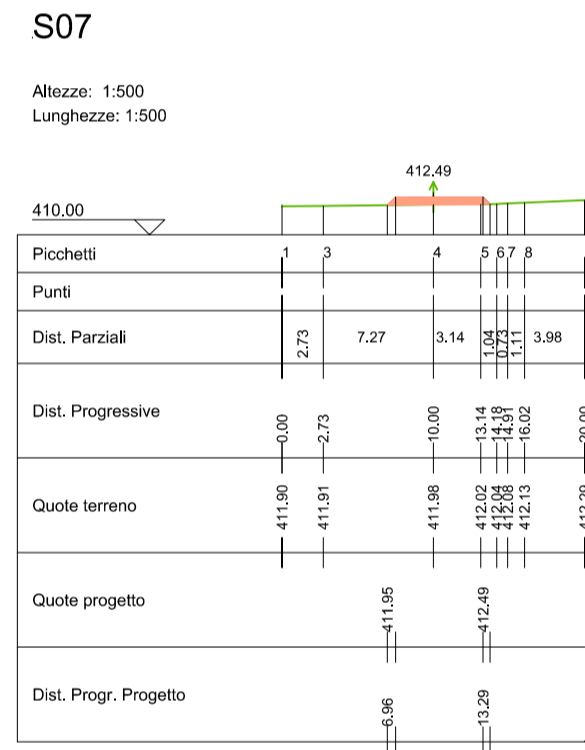 S07
Altezze: 1:500
Lunghezze: 1:500
412.49
410.00
Picchetti 1 3 4 5 6 7 8
Punti
Dist. Parziali 2.73 7.27 3.14 1.04 0.73 1.11 3.98
Dist. Progressive 0.00 2.73 10.00 13.14 14.18 14.91 16.02 20.00
Quote terreno 411.90 411.91 411.98 412.02 412.04 412.08 412.13
Quote progetto 411.95 412.49
Dist. Progr. Progetto 6.96 13.29